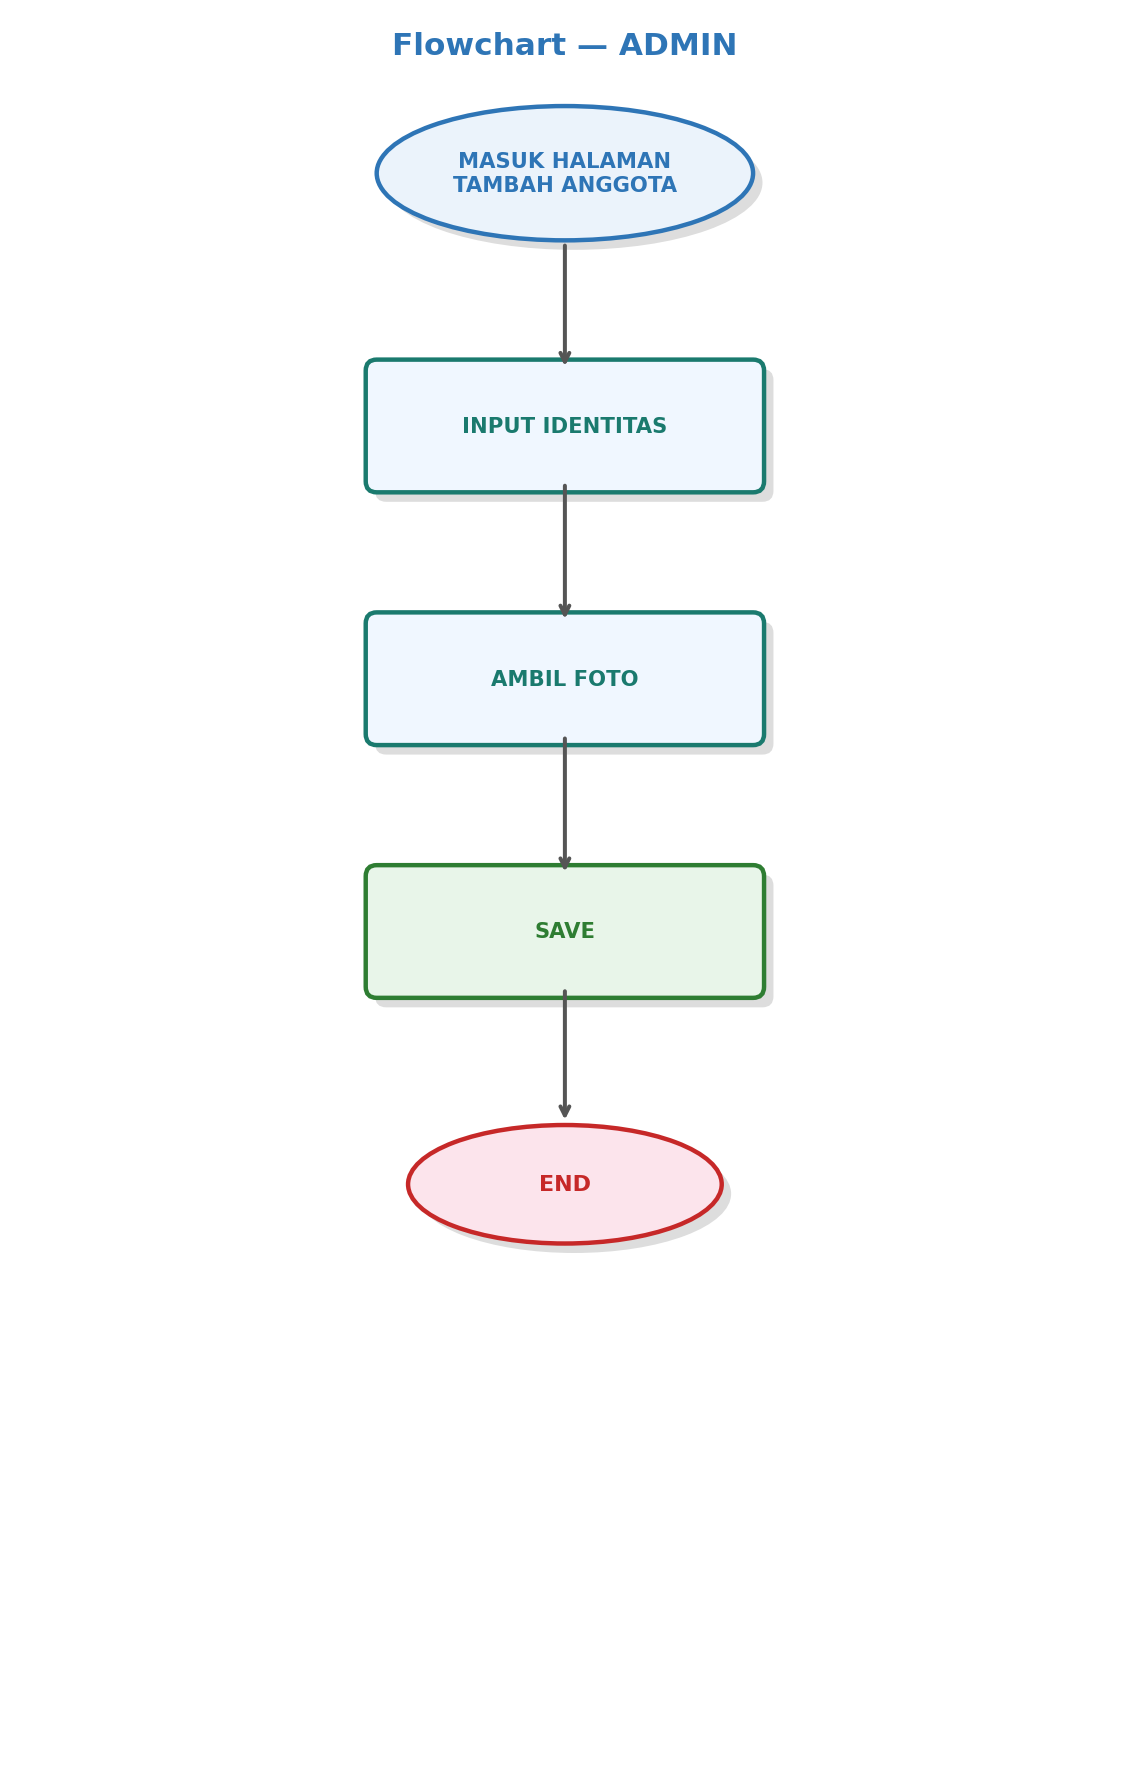 Flowchart — ADMIN
MASUK HALAMAN
TAMBAH ANGGOTA
INPUT IDENTITAS
AMBIL FOTO
SAVE
END